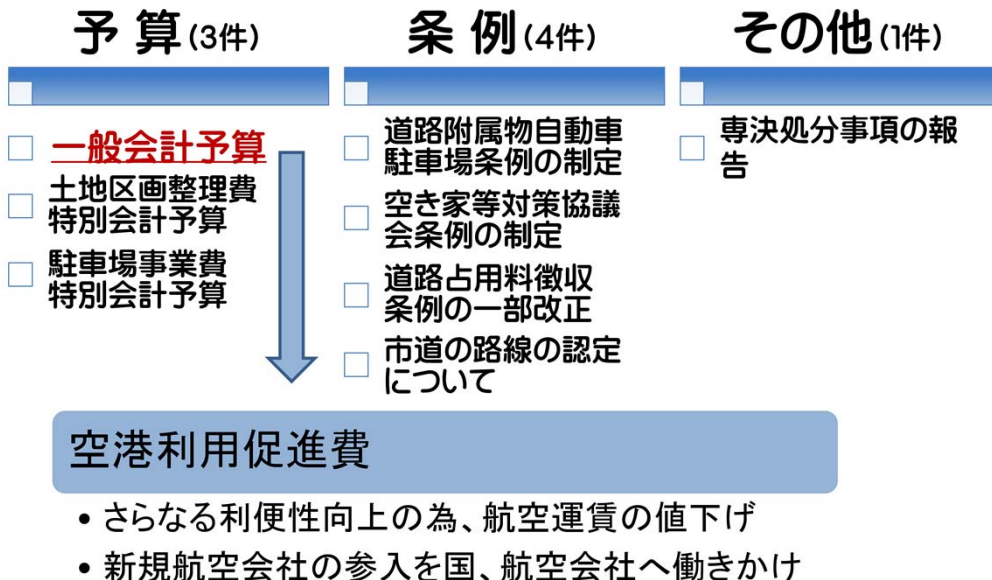 予 算(3件)
一般会計予算
土地区画整理費
特別会計予算
駐車場事業費
特別会計予算
条 例(4件)
道路附属物自動車
駐車場条例の制定
空き家等対策協議
会条例の制定
道路占用料徴収
条例の一部改正
市道の路線の認定
について
その他(1件)
専決処分事項の報
告
空港利用促進費
• さらなる利便性向上の為、航空運賃の値下げ
• 新規航空会社の参入を国、航空会社へ働きかけ